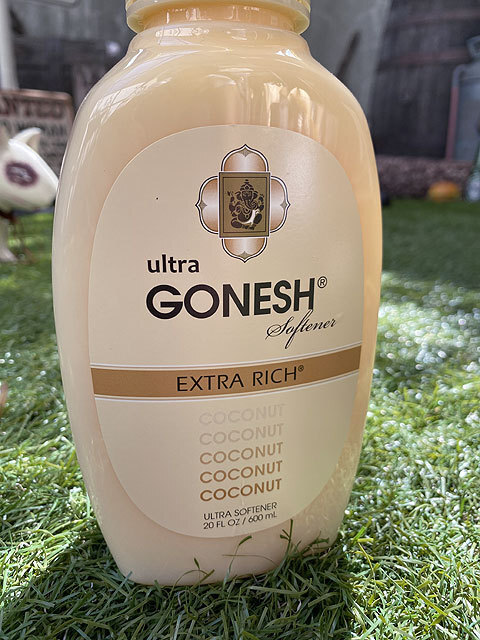 ultra
GONESH®
Softener
EXTRA RICH®
COCONUT
COCONUT
COCONUT
COCONUT
COCONUT
ULTRA SOFTENER
20 FL OZ / 600 mL